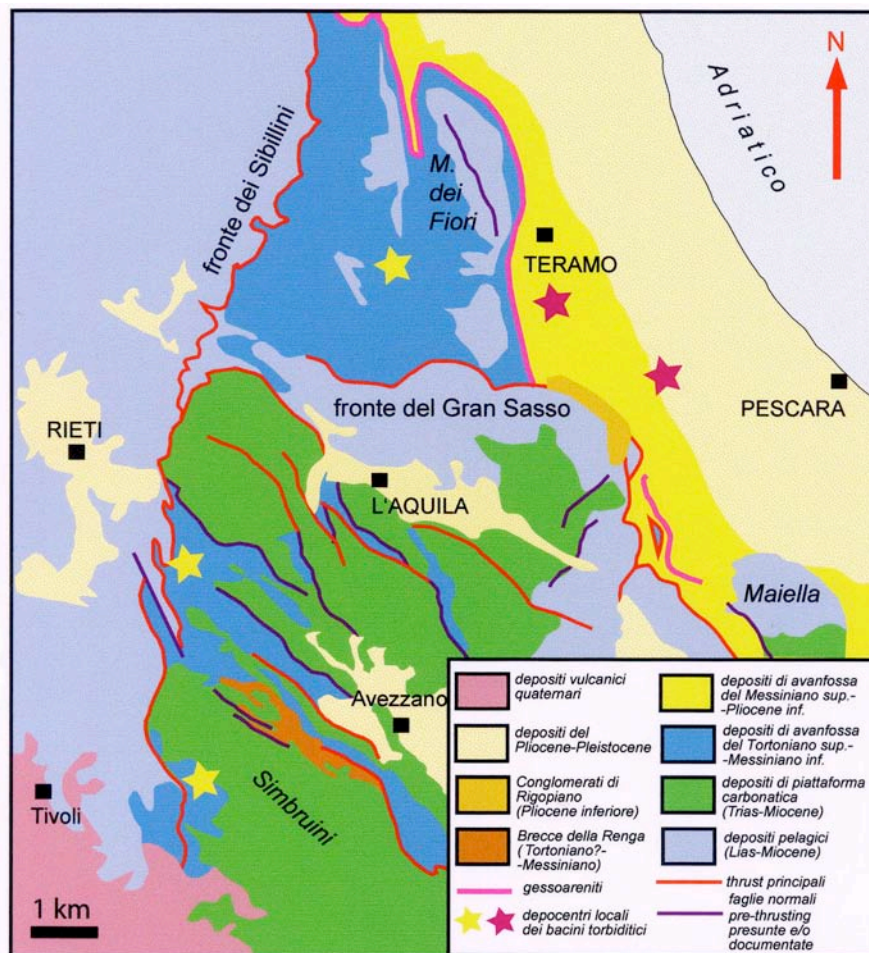 N
Adriatico
fronte dei Sibillini
M.
dei
Fiori
TERAMO
PESCARA
fronte del Gran Sasso
RIETI
L'AQUILA
Maiella
Avezzano
Simbruini
Tivoli
1 km
depositi vulcanici
quaternari
depositi del
Pliocene-Pleistocene
Conglomerati di
Rigopiano
(Pliocene inferiore)
Brecce della Renga
(Tortoniano?-
-Messiniano)
gessoareniti
depocentri locali
dei bacini torbiditici
depositi di avanfossa
del Messiniano sup.-
-Pliocene inf.
depositi di avanfossa
del Tortoniano sup.-
-Messiniano inf.
depositi di piattaforma
carbonatica
(Trias-Miocene)
depositi pelagici
(Lias-Miocene)
thrust principali
faglie normali
pre-thrusting
presunte e/o
documentate